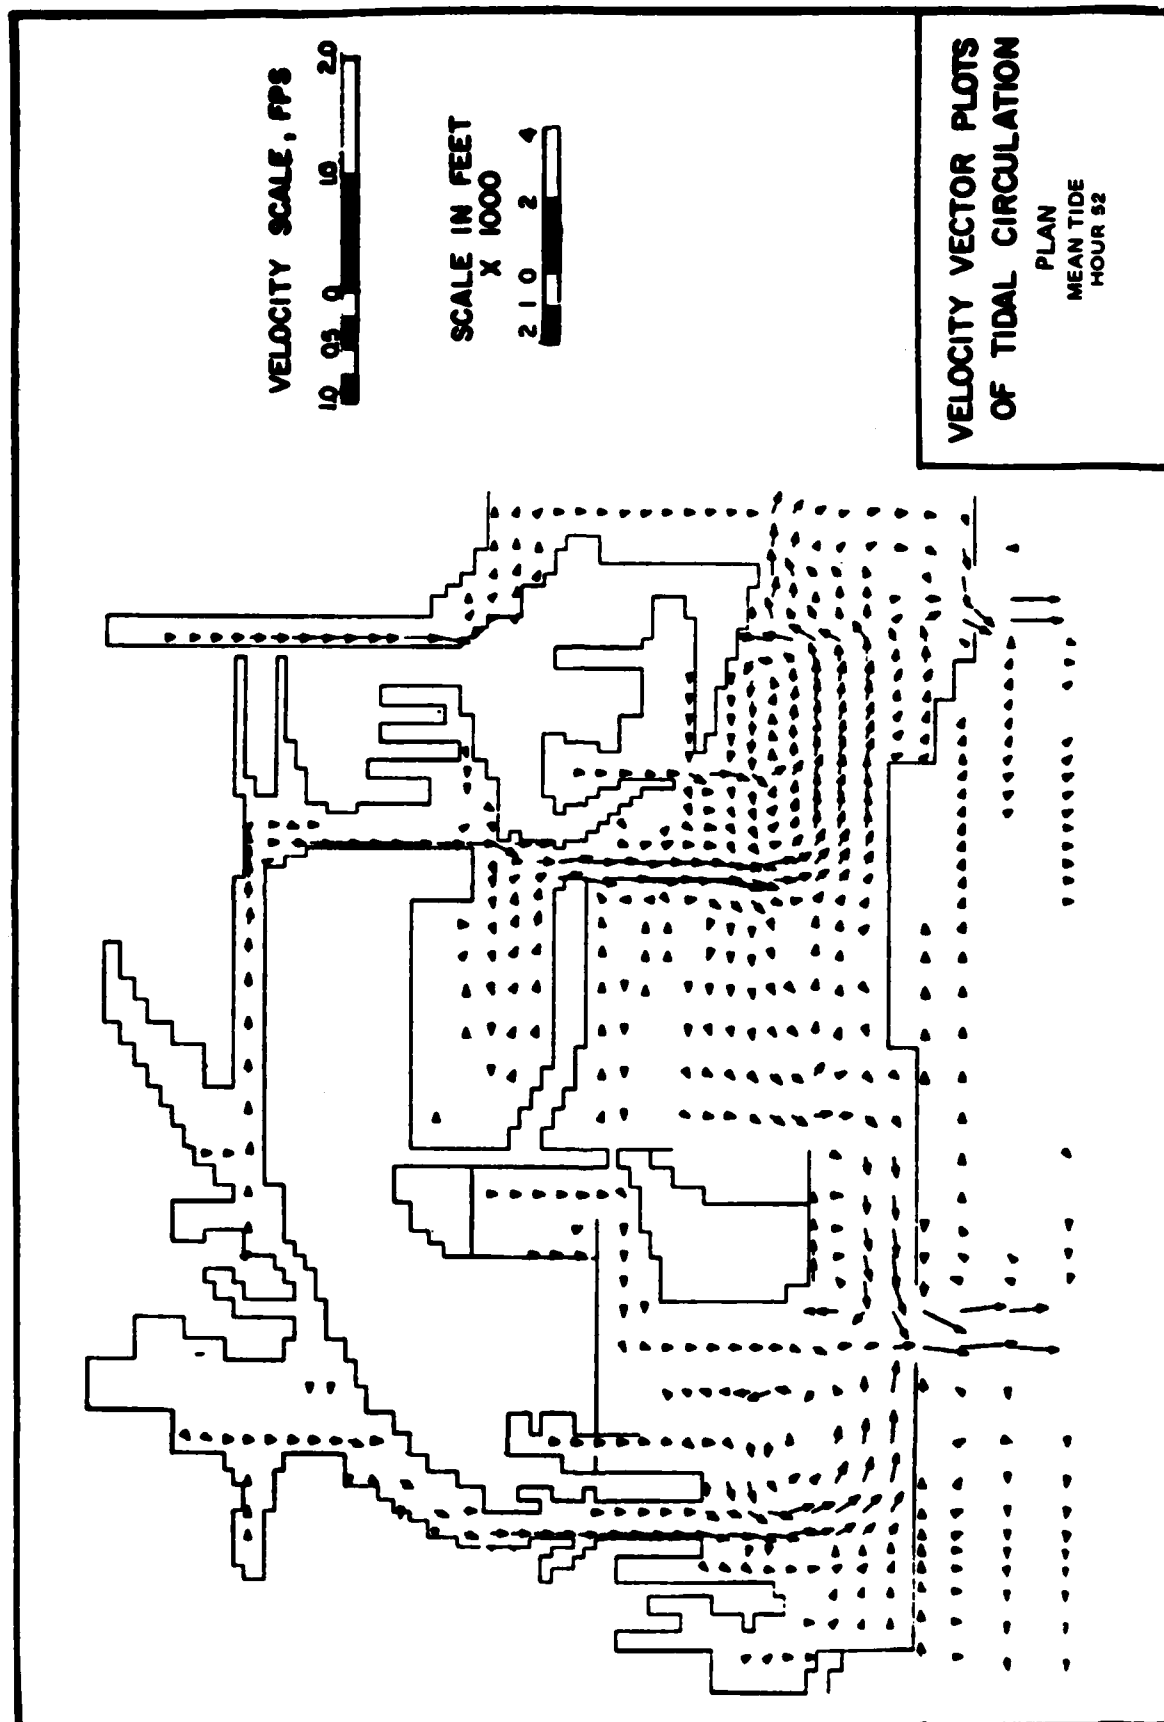 VELOCITY SCALE, FPS
1.0 0.5 0 1.0 2.0
SCALE IN FEET
X 1000
2 1 0 2 4
VELOCITY VECTOR PLOTS
OF TIDAL CIRCULATION
PLAN
MEAN TIDE
HOUR 52